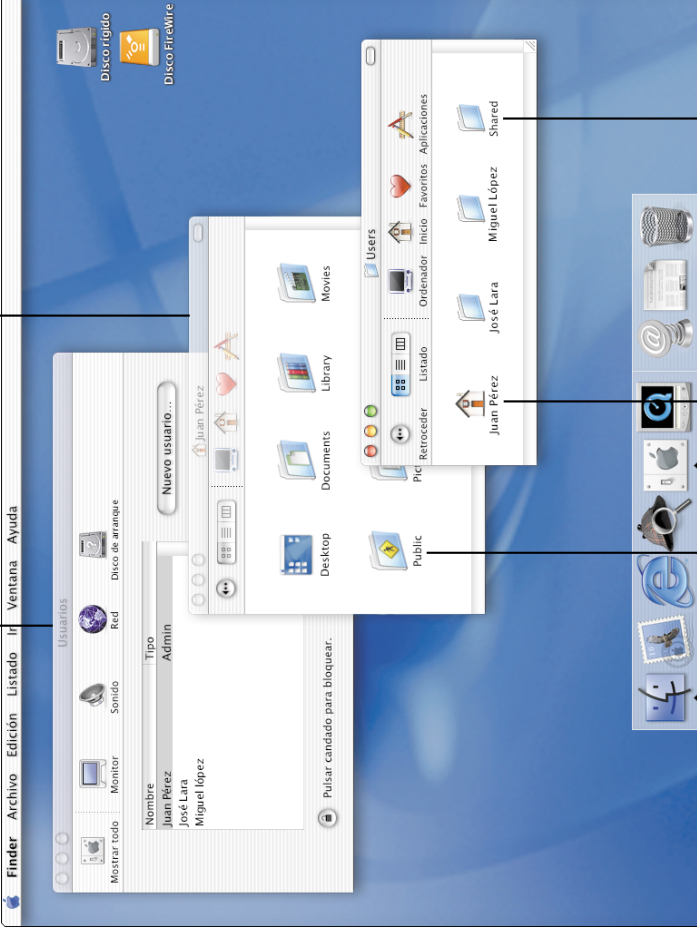 Finder Archivo Edición Listado Ir Ventana Ayuda
Disco rígido
Disco FireWire
Usuarios
Mostrar todo Monitor Sonido Red Disco de arranque
Nombre Tipo
Juan Pérez Admin
José Lara
Miguel lópez
Nuevo usuario...
Pulsar candado para bloquear.
Juan Pérez
Desktop Documents Library Movies
Public Pic
Users
Retroceder Listado Ordenador Inicio Favoritos Aplicaciones
Juan Pérez José Lara Miguel López Shared